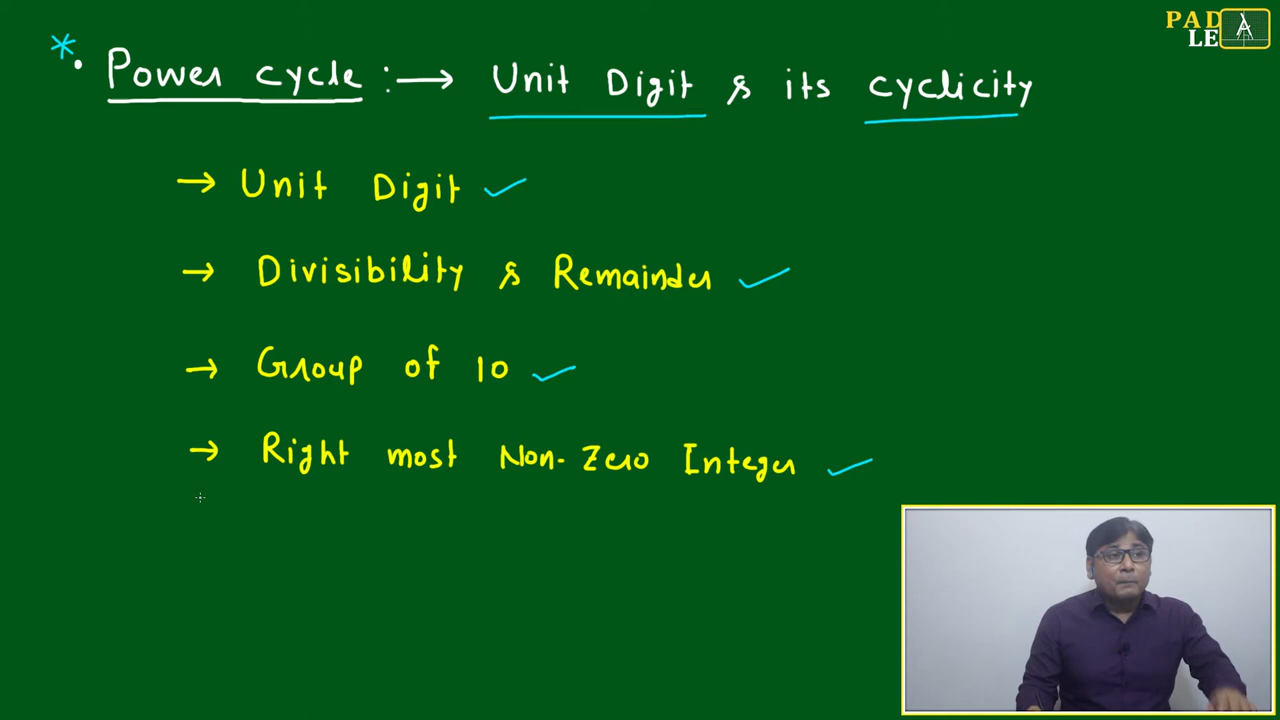 PAD
LE
* • Power cycle :→ Unit Digit & its cyclicity
→ Unit Digit ✓
→ Divisibility & Remainder ✓
→ Group of 10 ✓
→ Right most Non-Zero Integer ✓